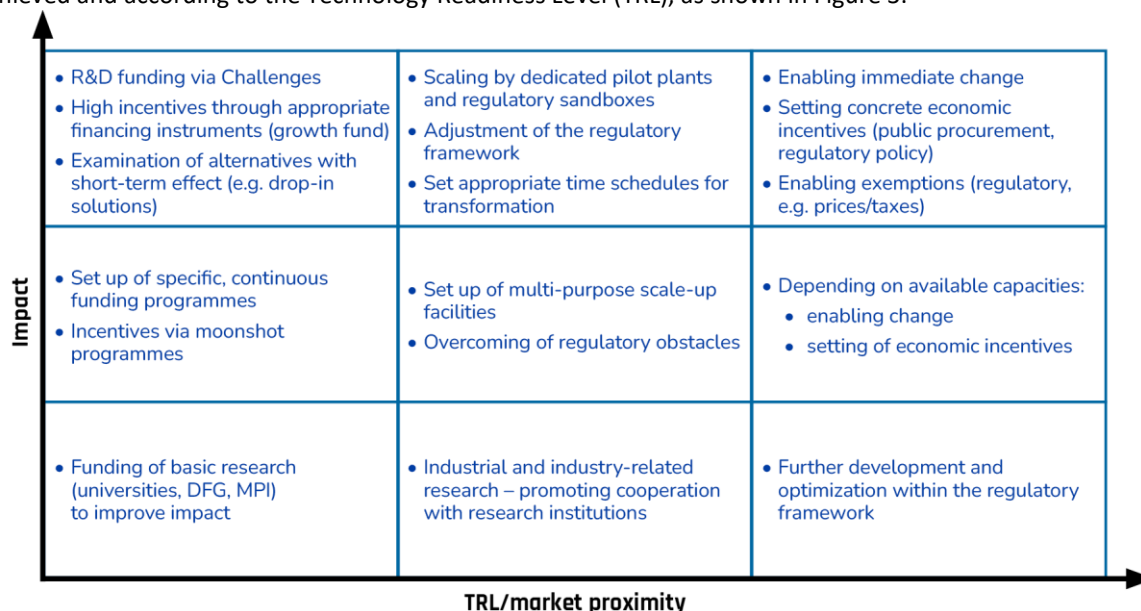 achieved and according to the Technology Readiness Level (TRL), as shown in Figure 3.
Impact
• R&D funding via Challenges
• High incentives through appropriate
financing instruments (growth fund)
• Examination of alternatives with
short-term effect (e.g. drop-in
solutions)
• Scaling by dedicated pilot plants
and regulatory sandboxes
• Adjustment of the regulatory
framework
• Set appropriate time schedules for
transformation
• Enabling immediate change
• Setting concrete economic
incentives (public procurement,
regulatory policy)
• Enabling exemptions (regulatory,
e.g. prices/taxes)
• Set up of specific, continuous
funding programmes
• Incentives via moonshot
programmes
• Set up of multi-purpose scale-up
facilities
• Overcoming of regulatory obstacles
• Depending on available capacities:
• enabling change
• setting of economic incentives
• Funding of basic research
(universities, DFG, MPI)
to improve impact
• Industrial and industry-related
research – promoting cooperation
with research institutions
• Further development and
optimization within the regulatory
framework
TRL/market proximity